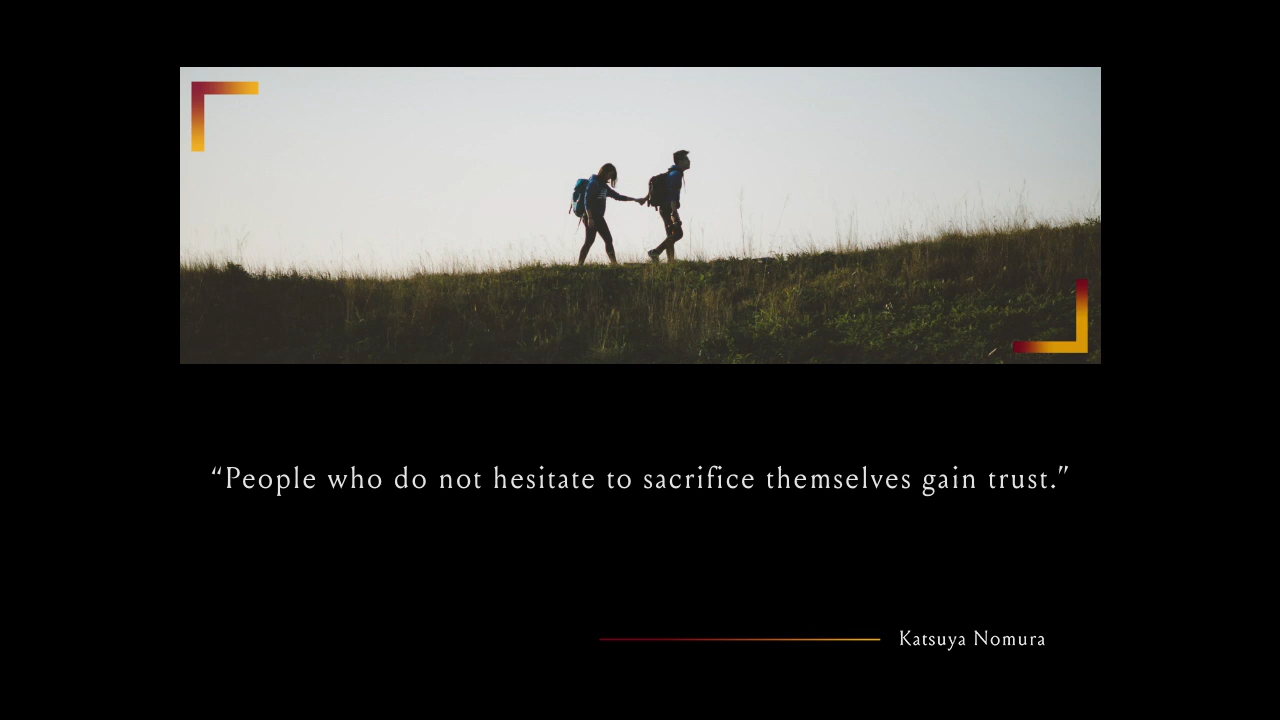 “People who do not hesitate to sacrifice themselves gain trust.”
Katsuya Nomura